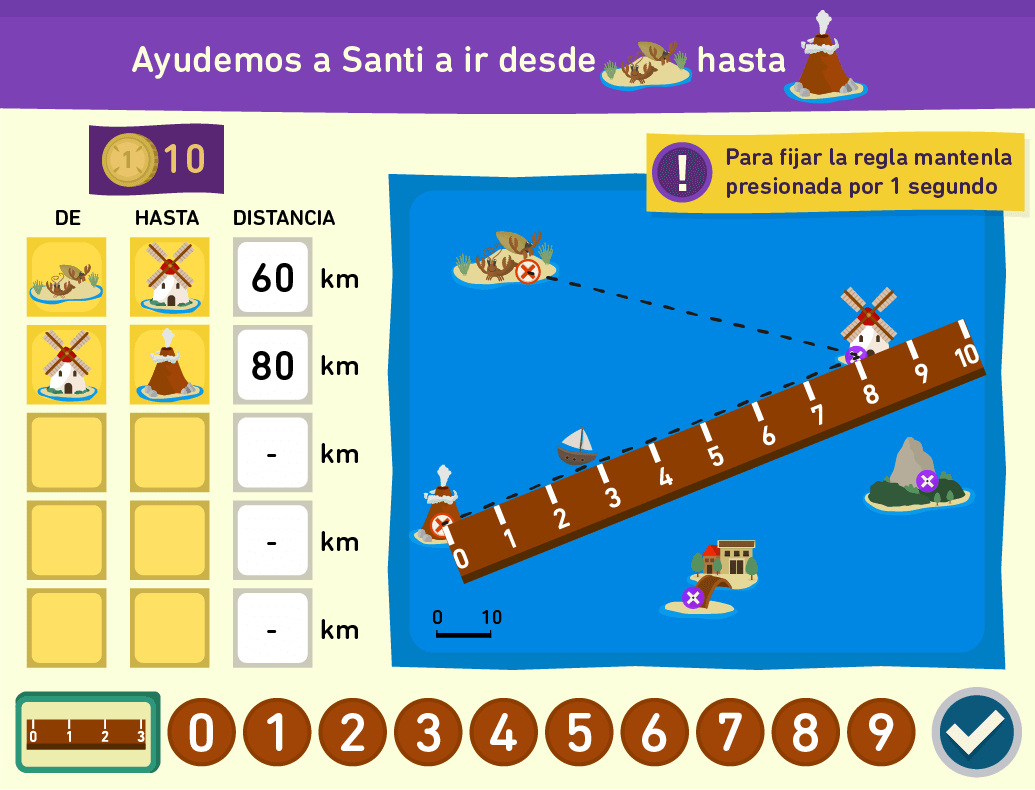 Ayudemos a Santi a ir desde hasta
1 10
Para fijar la regla mantenla
presionada por 1 segundo
DE HASTA DISTANCIA
60 km
80 km
- km
- km
- km
0 1 2 3 4 5 6 7 8 9 10
0 10
0 1 2 3
0 1 2 3 4 5 6 7 8 9